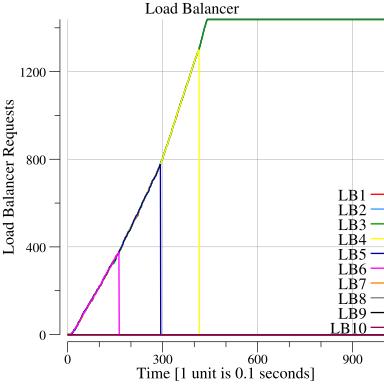 Load Balancer
Load Balancer Requests
1200
800
400
0
LB1
LB2
LB3
LB4
LB5
LB6
LB7
LB8
LB9
LB10
0 300 600 900
Time [1 unit is 0.1 seconds]